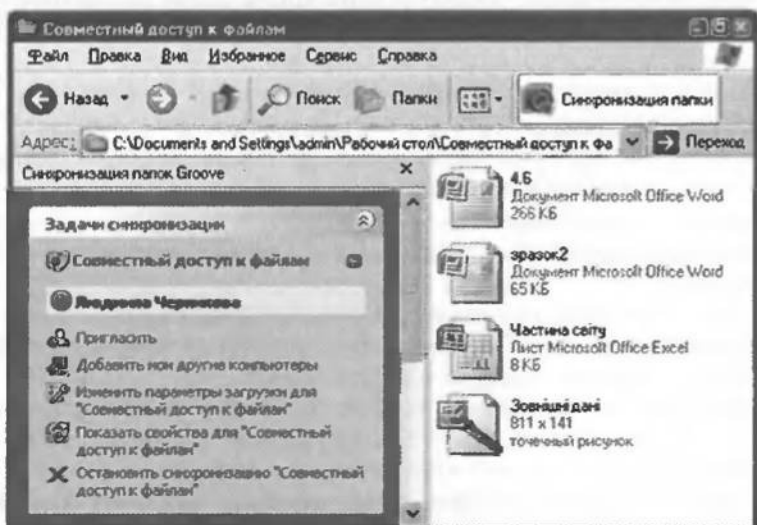 Совместный доступ к файлам
Файл Правка Вид Избранное Сервис Справка
Назад Поиск Папки Синхронизация папки
Адрес: C:\Documents and Settings\admin\Рабочий стол\Совместный доступ к фа Переход
Синхронизация папок Groove
Задачи синхронизации
Совместный доступ к файлам
Людмила
Пригласить
Добавить мои другие компьютеры
Изменить параметры загрузки для
"Совместный доступ к файлам"
Показать свойства для "Совместный
доступ к файлам"
Остановить синхронизацию "Совместный
доступ к файлам"
4.6
Документ Microsoft Office Word
266 КБ
зразок2
Документ Microsoft Office Word
65 КБ
Частина світу
Лист Microsoft Office Excel
8 КБ
Зовнішні дані
811 x 141
точечный рисунок